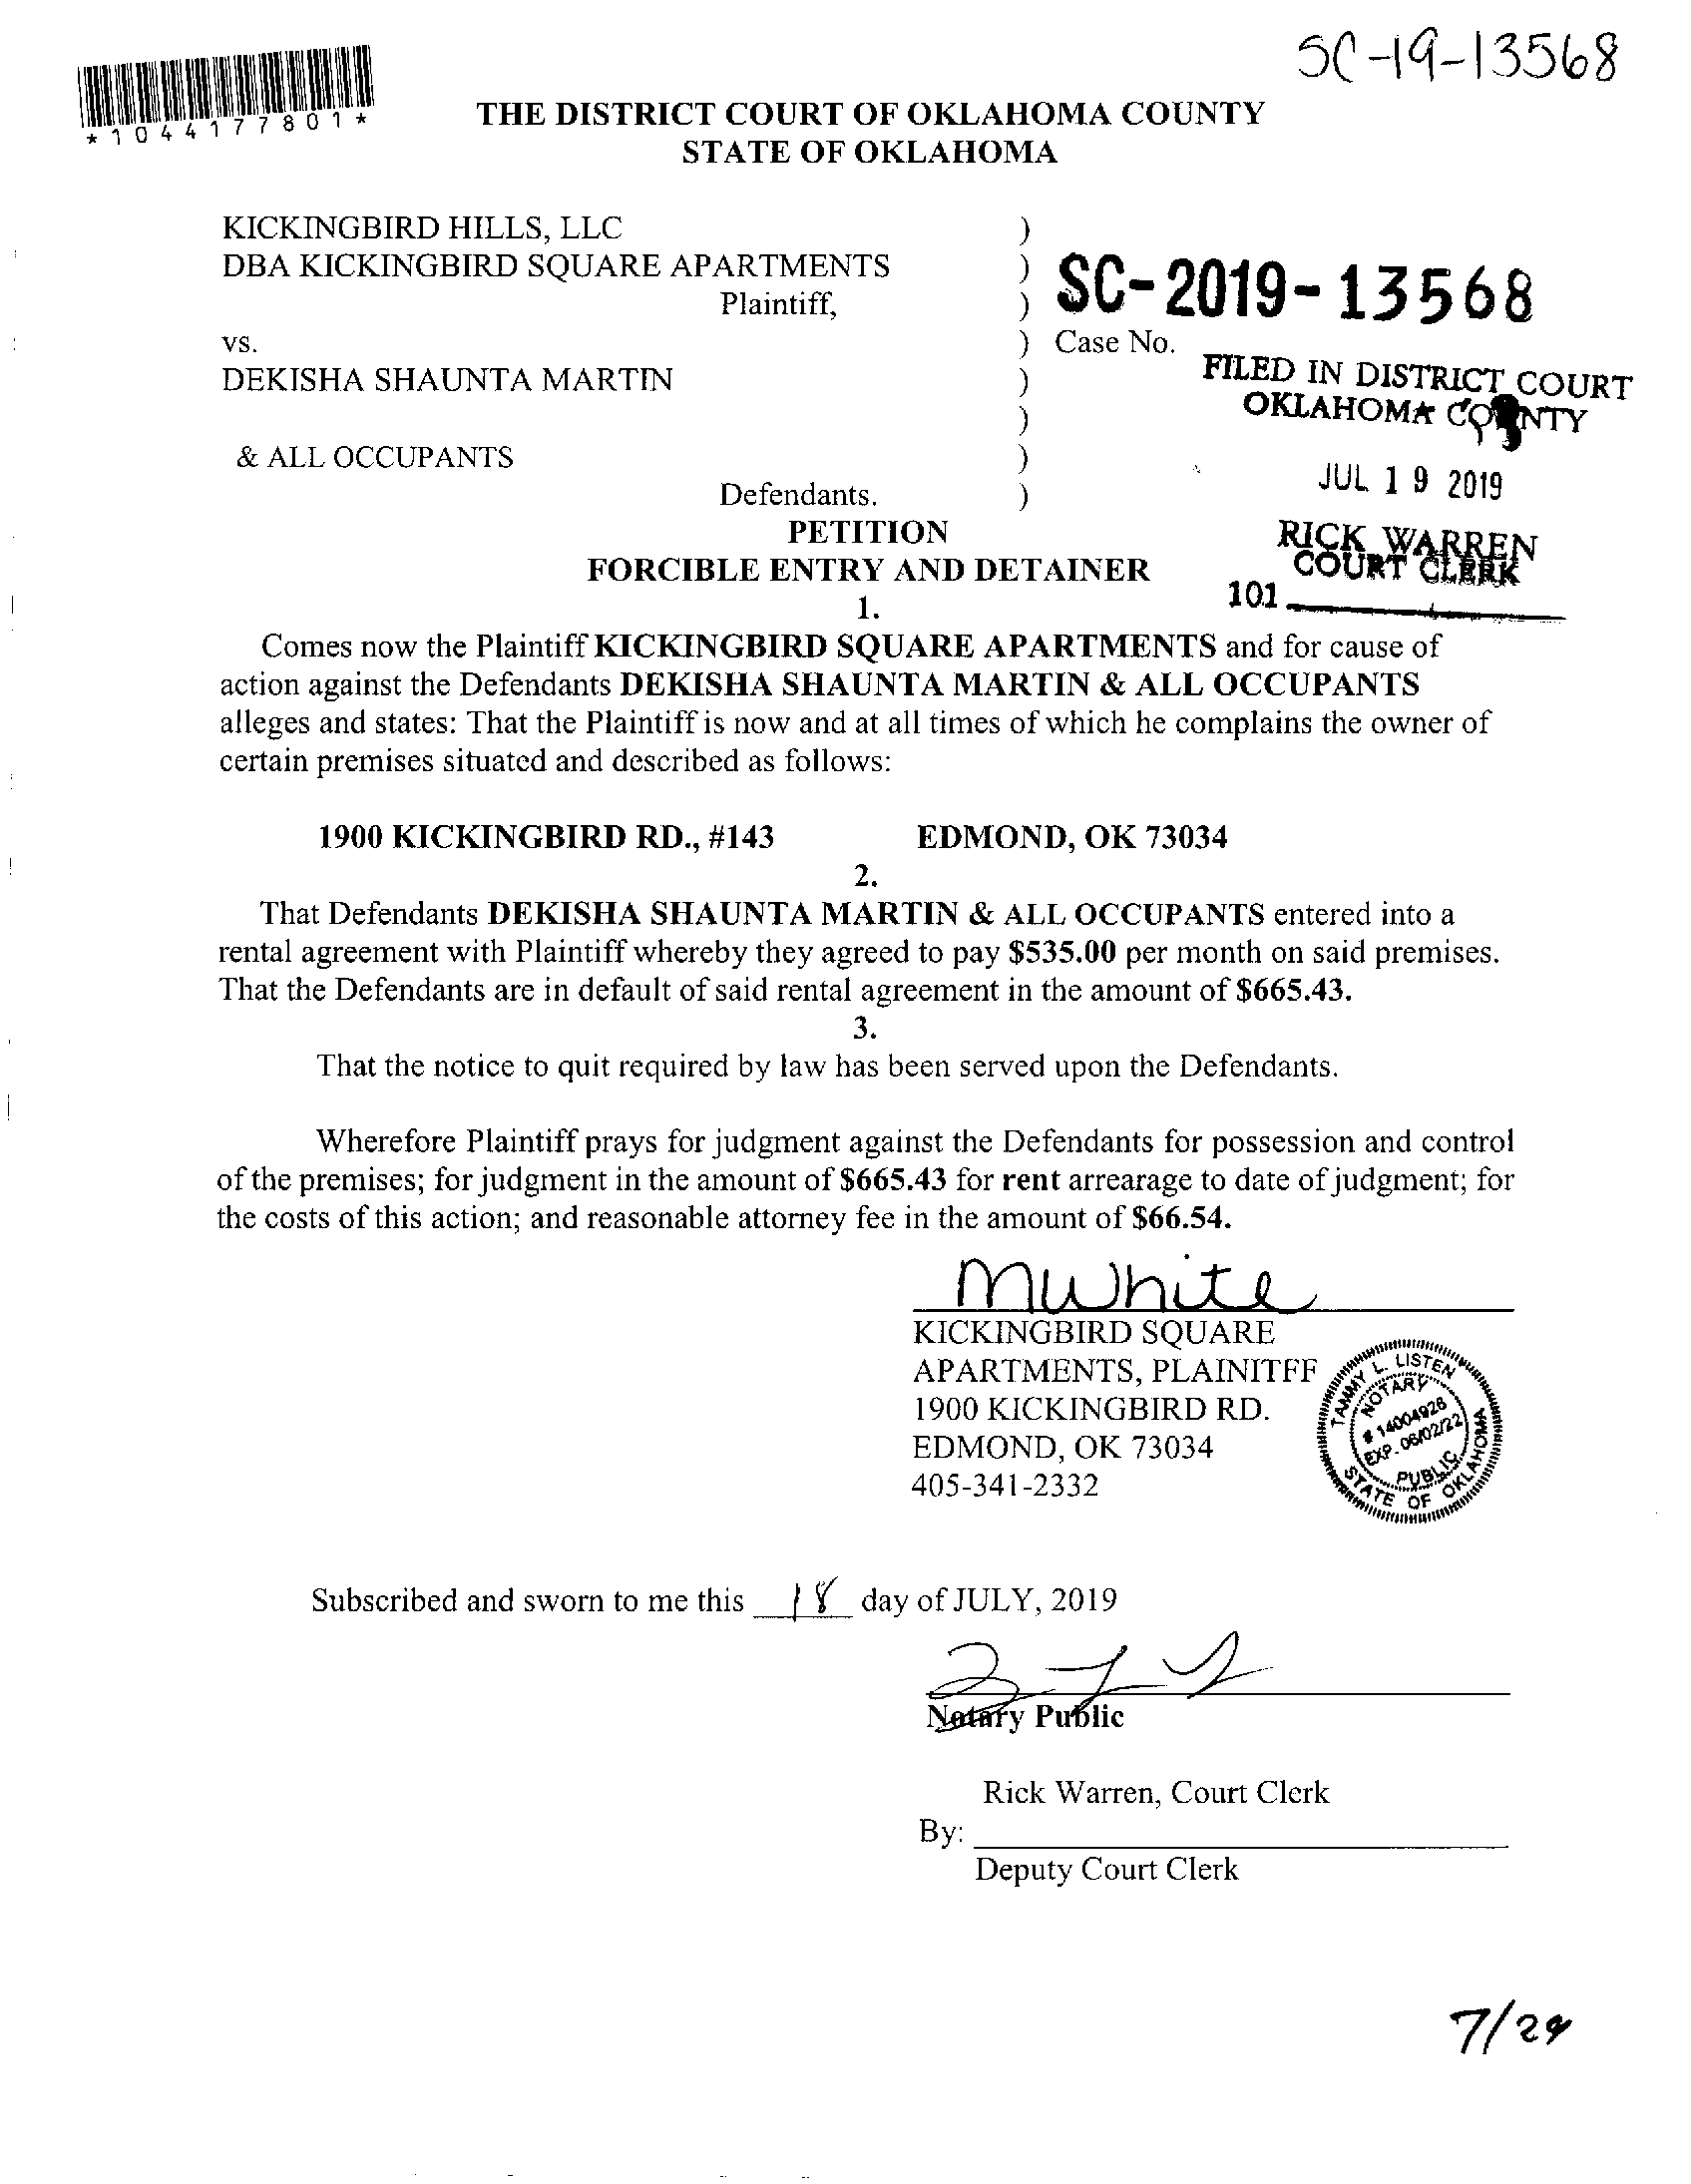 SC-19-13568
*1044177801*
THE DISTRICT COURT OF OKLAHOMA COUNTY
STATE OF OKLAHOMA
KICKINGBIRD HILLS, LLC )
DBA KICKINGBIRD SQUARE APARTMENTS )
Plaintiff, ) SC-2019-13568
vs. ) Case No.
DEKISHA SHAUNTA MARTIN )
)
& ALL OCCUPANTS )
Defendants. )
FILED IN DISTRICT COURT
OKLAHOMA COUNTY
JUL 19 2019
RICK WARREN
COURT CLERK
101
PETITION
FORCIBLE ENTRY AND DETAINER
1.
Comes now the Plaintiff KICKINGBIRD SQUARE APARTMENTS and for cause of
action against the Defendants DEKISHA SHAUNTA MARTIN & ALL OCCUPANTS
alleges and states: That the Plaintiff is now and at all times of which he complains the owner of
certain premises situated and described as follows:
1900 KICKINGBIRD RD., #143 EDMOND, OK 73034
2.
That Defendants DEKISHA SHAUNTA MARTIN & ALL OCCUPANTS entered into a
rental agreement with Plaintiff whereby they agreed to pay $535.00 per month on said premises.
That the Defendants are in default of said rental agreement in the amount of $665.43.
3.
That the notice to quit required by law has been served upon the Defendants.
Wherefore Plaintiff prays for judgment against the Defendants for possession and control
of the premises; for judgment in the amount of $665.43 for rent arrearage to date of judgment; for
the costs of this action; and reasonable attorney fee in the amount of $66.54.
MWhite
KICKINGBIRD SQUARE
APARTMENTS, PLAINITFF
1900 KICKINGBIRD RD.
EDMOND, OK 73034
405-341-2332
TAMMY L. LISTEN
NOTARY
# 14004926
EXP. 06/02/22
PUBLIC
STATE OF OKLAHOMA
Subscribed and sworn to me this 18 day of JULY, 2019
Notary Public
Rick Warren, Court Clerk
By:
Deputy Court Clerk